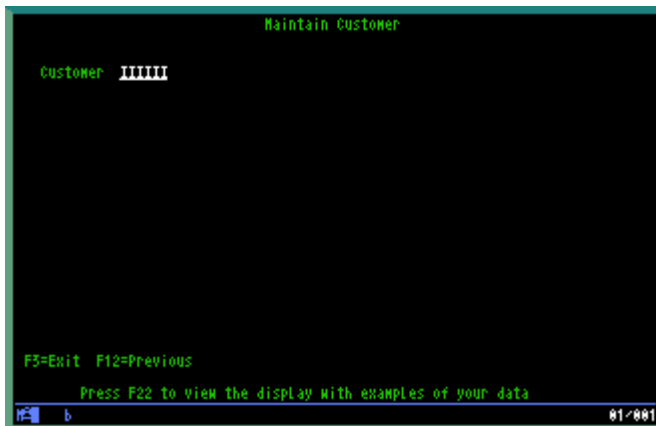 Maintain Customer
Customer IIIIII
F3=Exit F12=Previous
Press F22 to view the display with examples of your data
b 01/001